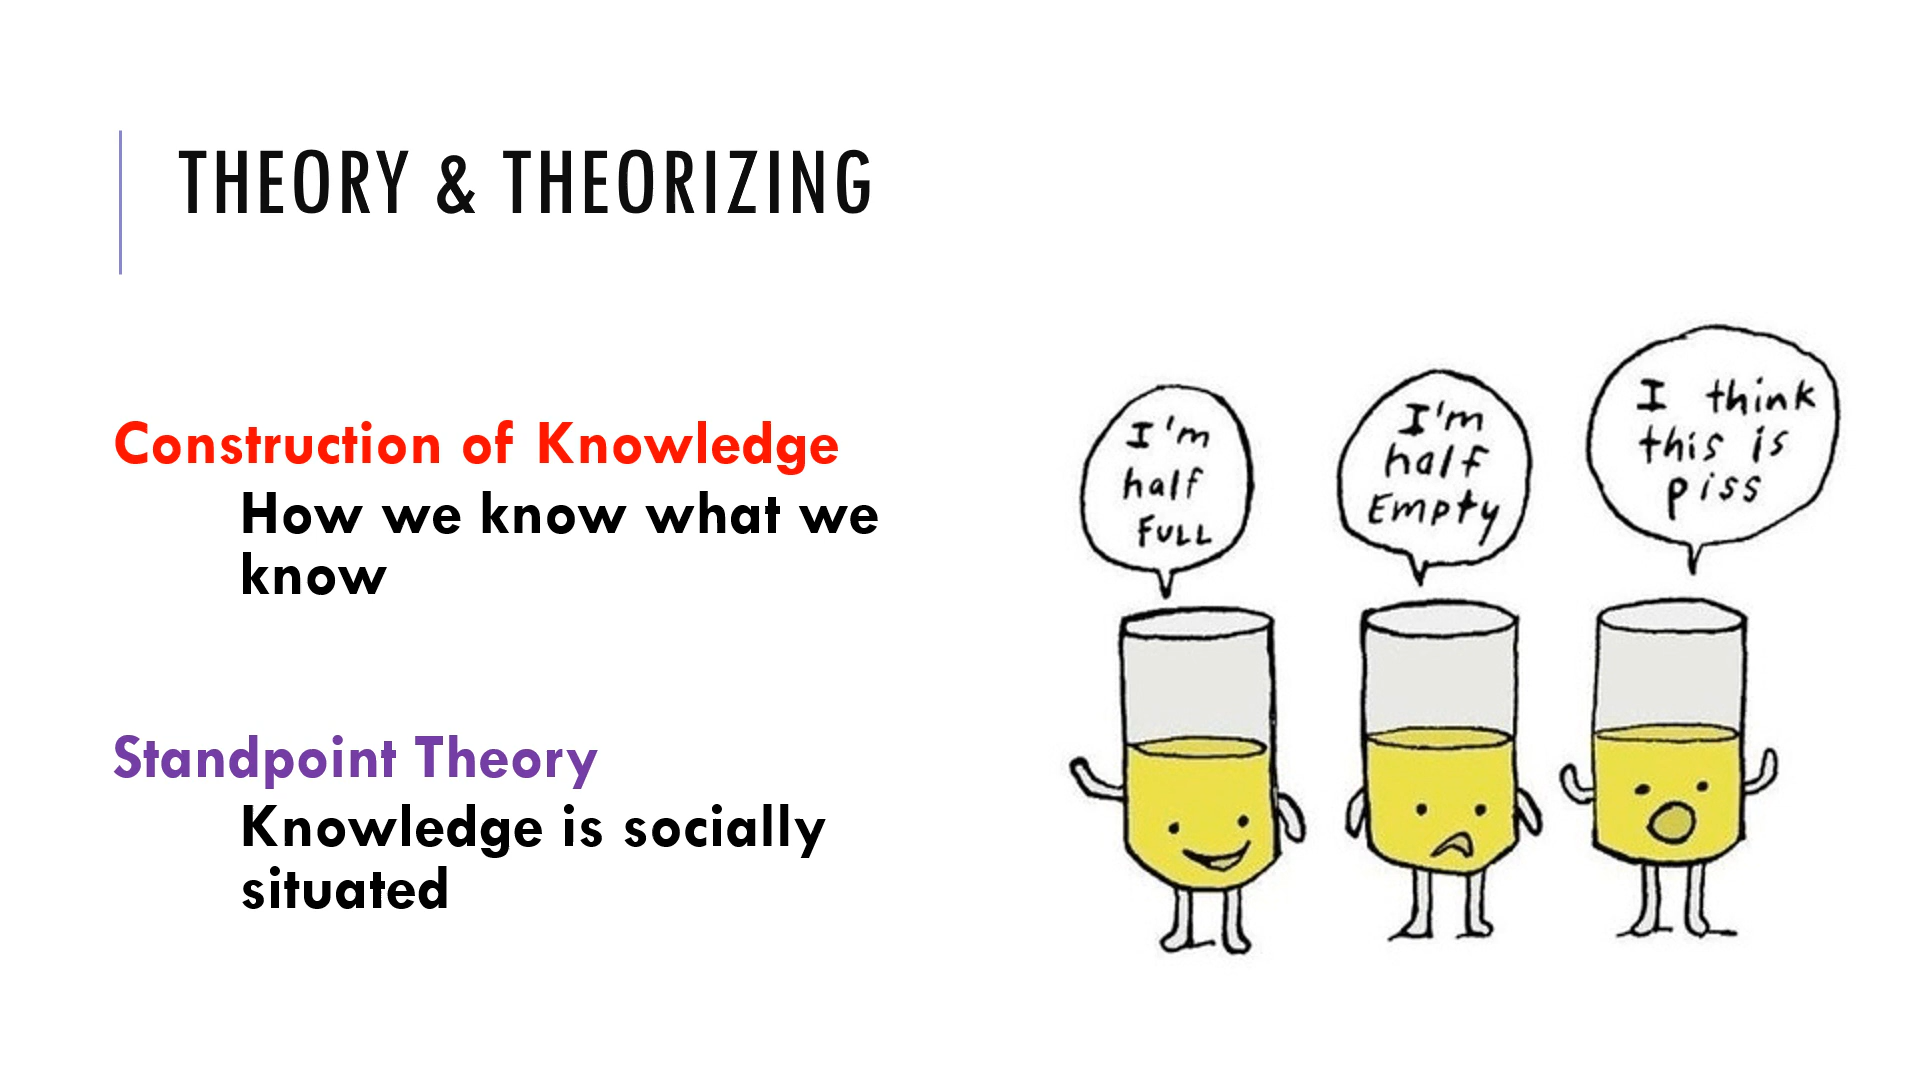 THEORY & THEORIZING
Construction of Knowledge
How we know what we
know
Standpoint Theory
Knowledge is socially
situated
I'm
half
FULL
I'm
half
Empty
I think
this is
piss